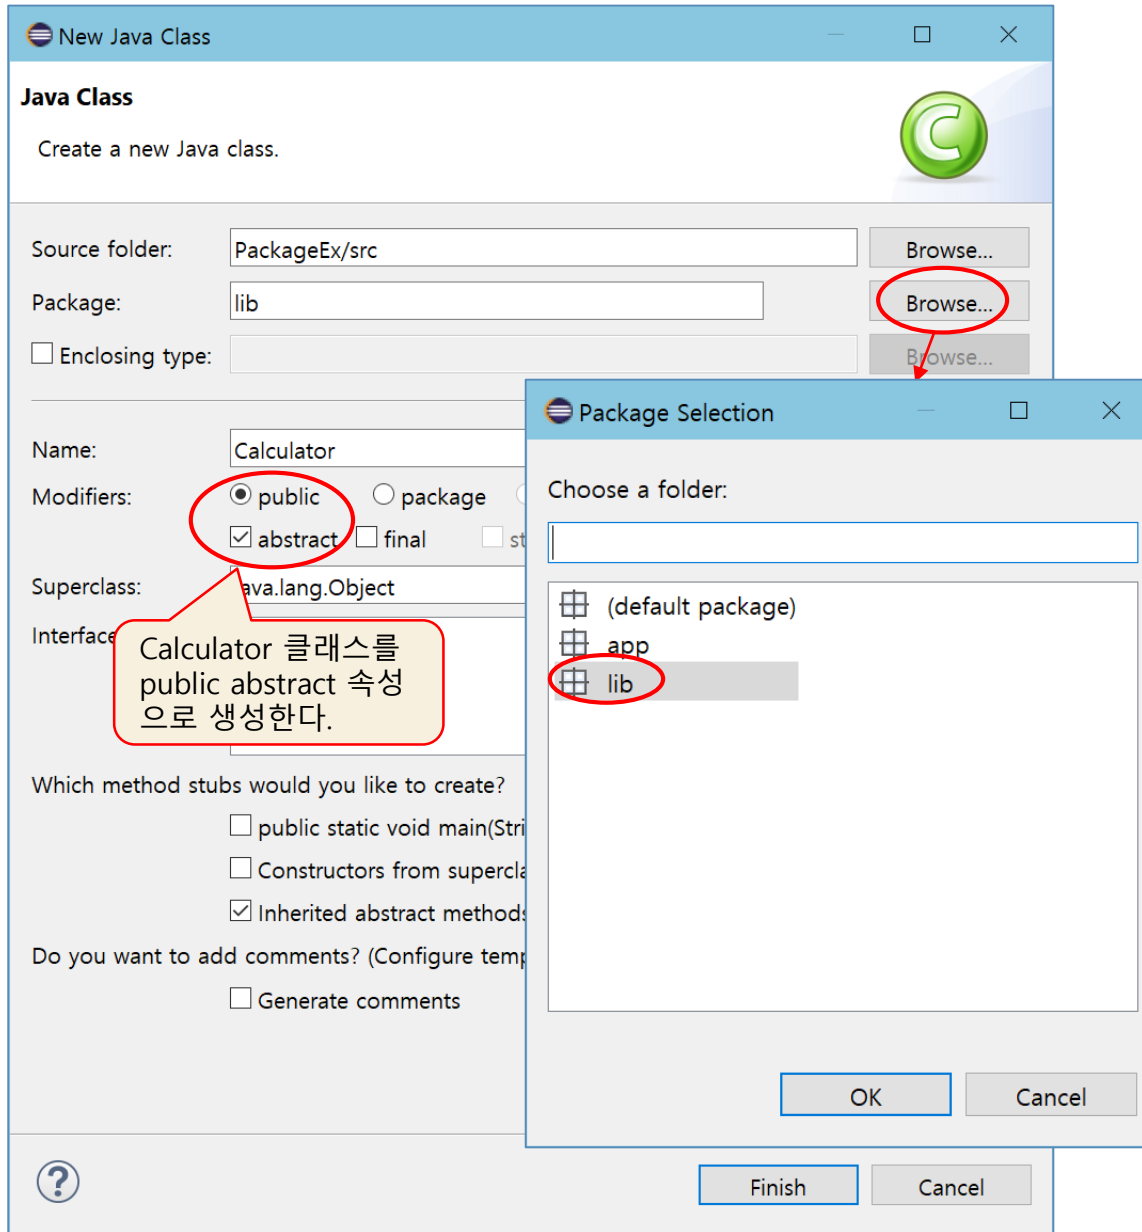 New Java Class
Java Class
Create a new Java class.
Source folder:
PackageEx/src
Browse...
Package:
lib
Browse...
Enclosing type:
Browse...
Name:
Calculator
Modifiers:
public
package
abstract
final
st
Superclass:
ava.lang.Object
Interface
Calculator 클래스를
public abstract 속성
으로 생성한다.
Which method stubs would you like to create?
public static void main(Stri
Constructors from supercla
Inherited abstract methods
Do you want to add comments? (Configure temp
Generate comments
?
Finish
Cancel
Package Selection
Choose a folder:
(default package)
app
lib
OK
Cancel